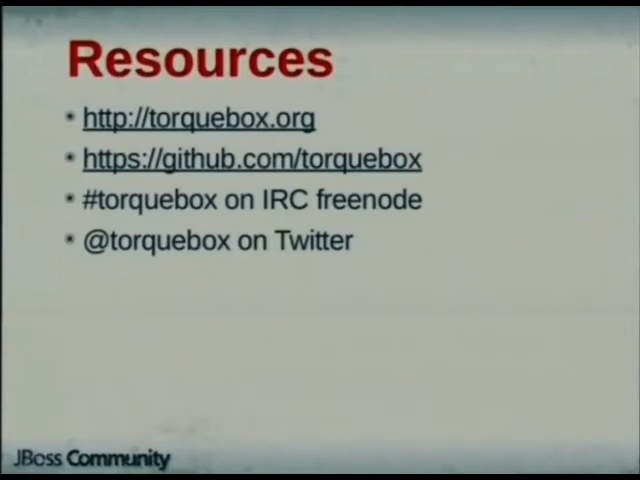 Resources
http://torquebox.org
https://github.com/torquebox
#torquebox on IRC freenode
@torquebox on Twitter
JBoss Community